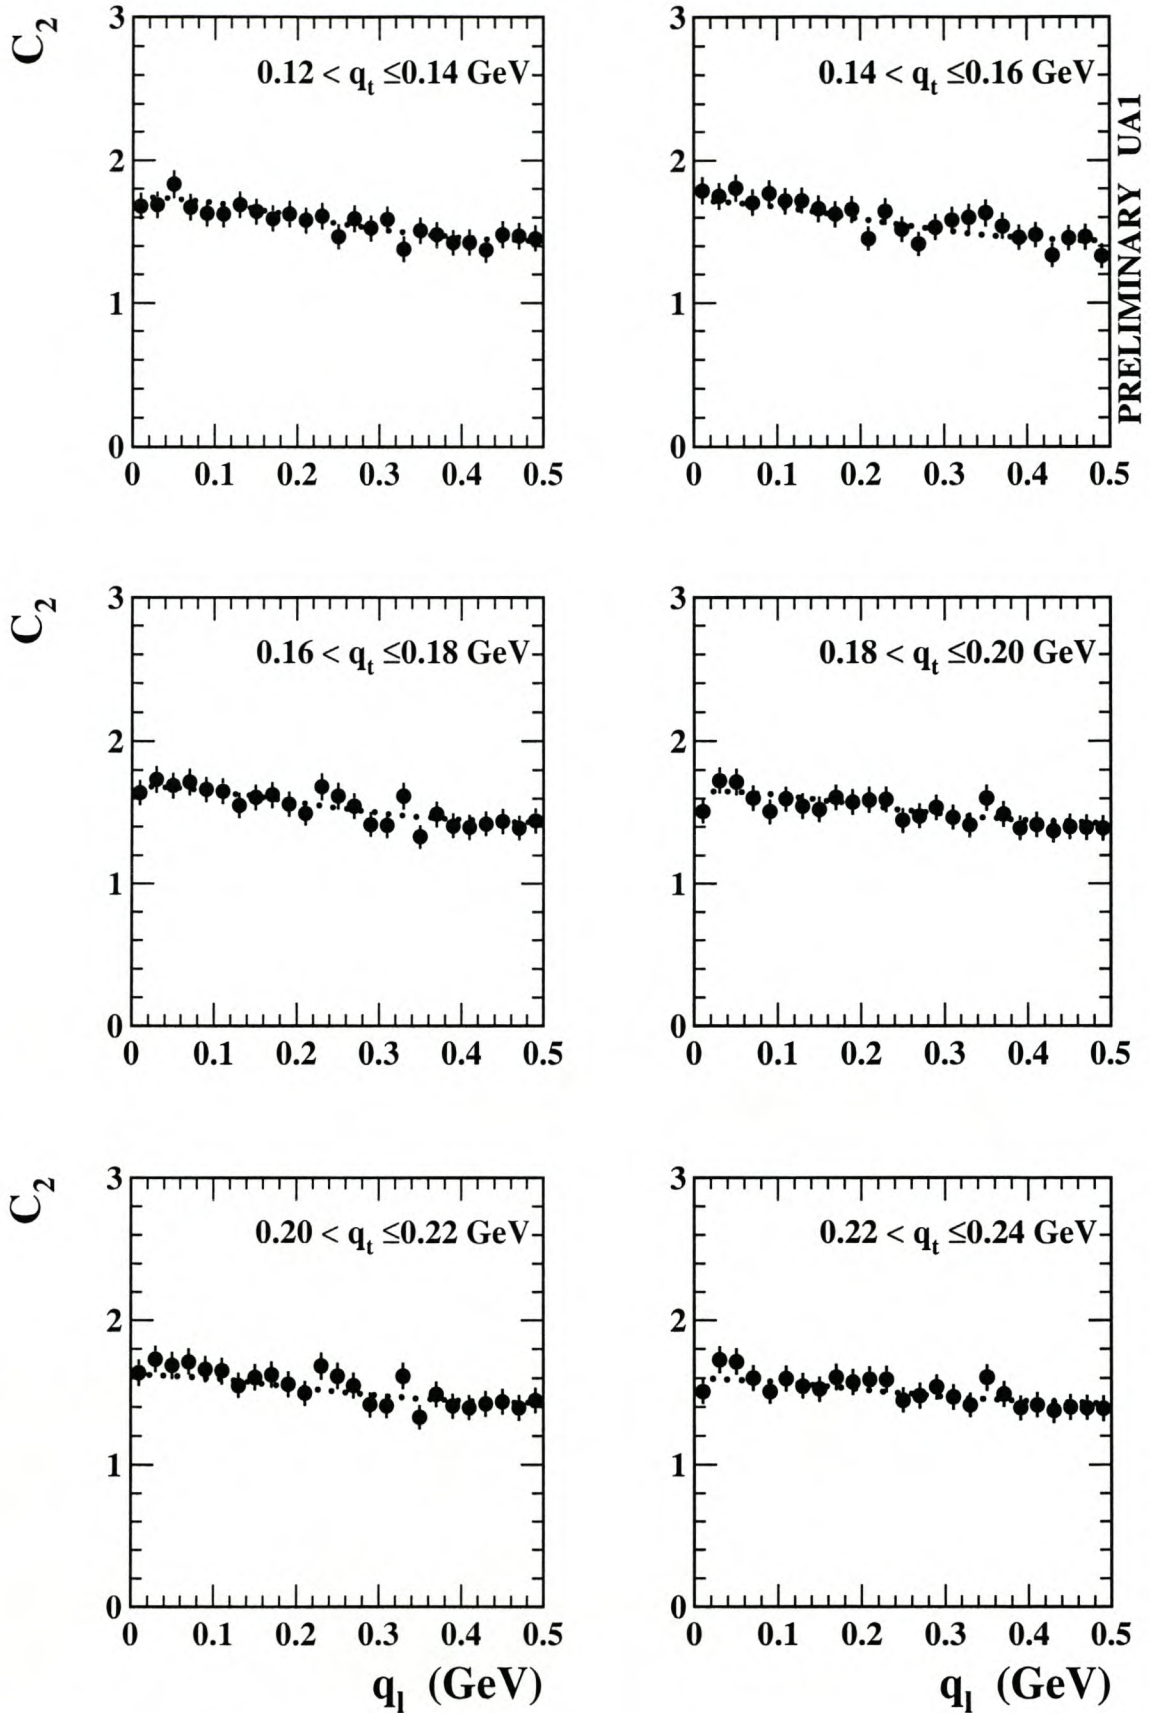 C2
3
2
1
0
0.12 < qt ≤0.14 GeV
0 0.1 0.2 0.3 0.4 0.5
3
2
1
0
0.14 < qt ≤0.16 GeV
0 0.1 0.2 0.3 0.4 0.5
PRELIMINARY UA1
C2
3
2
1
0
0.16 < qt ≤0.18 GeV
0 0.1 0.2 0.3 0.4 0.5
3
2
1
0
0.18 < qt ≤0.20 GeV
0 0.1 0.2 0.3 0.4 0.5
C2
3
2
1
0
0.20 < qt ≤0.22 GeV
0 0.1 0.2 0.3 0.4 0.5
ql (GeV)
3
2
1
0
0.22 < qt ≤0.24 GeV
0 0.1 0.2 0.3 0.4 0.5
ql (GeV)